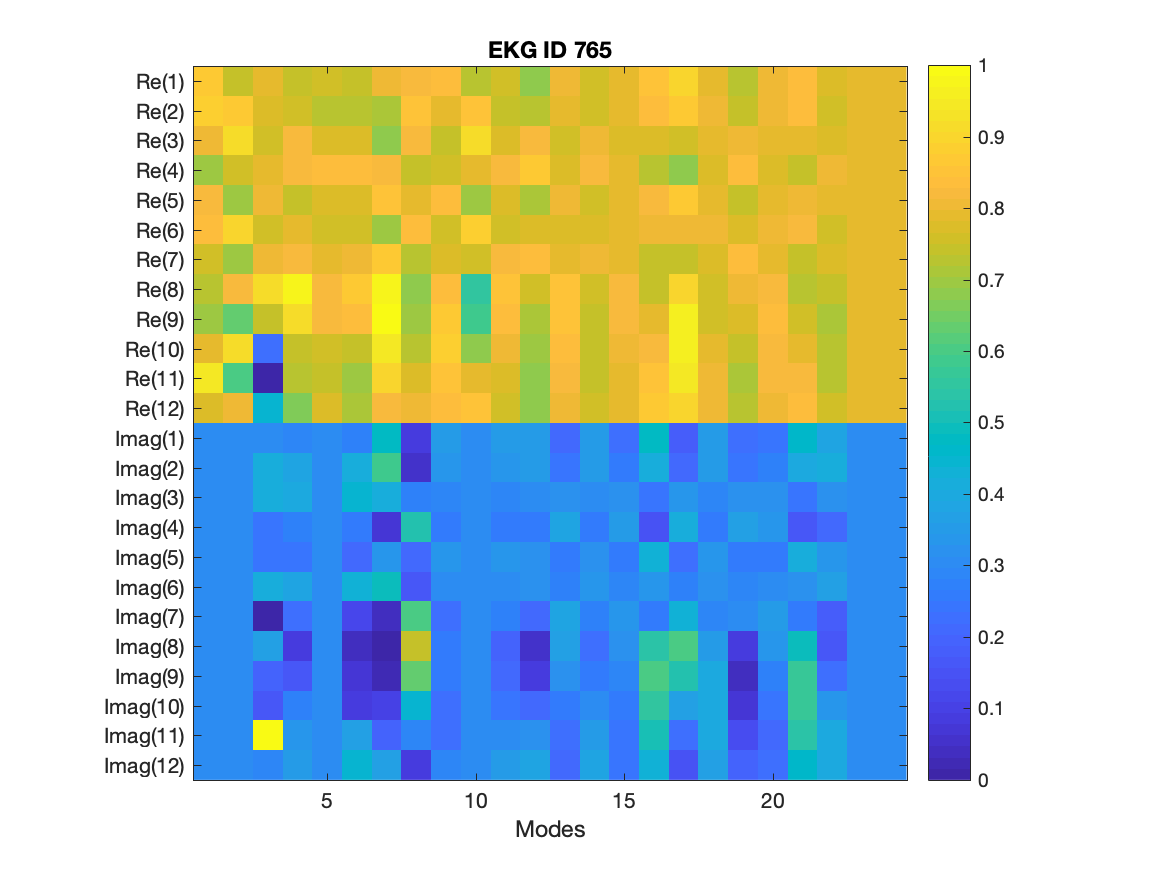 EKG ID 765
Re(1)
Re(2)
Re(3)
Re(4)
Re(5)
Re(6)
Re(7)
Re(8)
Re(9)
Re(10)
Re(11)
Re(12)
Imag(1)
Imag(2)
Imag(3)
Imag(4)
Imag(5)
Imag(6)
Imag(7)
Imag(8)
Imag(9)
Imag(10)
Imag(11)
Imag(12)
5 10 15 20
Modes
1
0.9
0.8
0.7
0.6
0.5
0.4
0.3
0.2
0.1
0